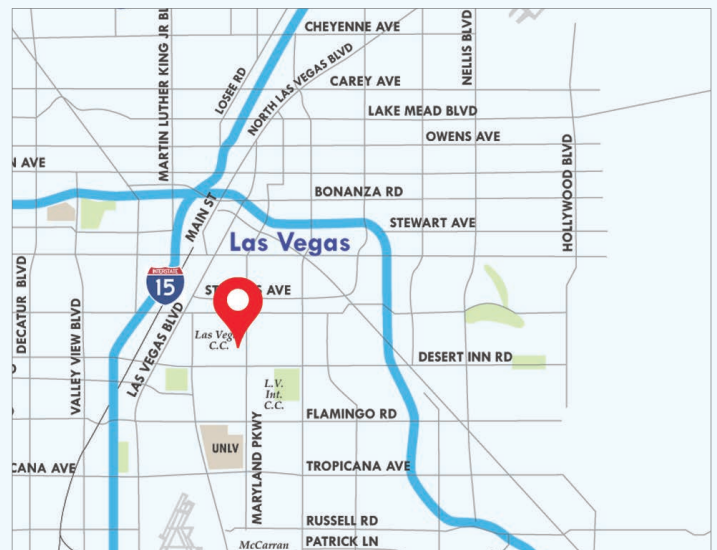 CHEYENNE AVE
NELLIS BLVD
MARTIN LUTHER KING JR
LOSEE RD
NORTH LAS VEGAS BLVD
CAREY AVE
LAKE MEAD BLVD
OWENS AVE
AVE
BONANZA RD
HOLLYWOOD BLVD
MAIN ST
STEWART AVE
Las Vegas
INTERSTATE
15
AVE
DECATUR BLVD
VALLEY VIEW BLVD
LAS VEGAS BLVD
Las
C.C.
DESERT INN RD
L.V.
Int.
C.C.
FLAMINGO RD
MARYLAND PKWY
UNLV
AVE
TROPICANA AVE
RUSSELL RD
McCarran
PATRICK LN